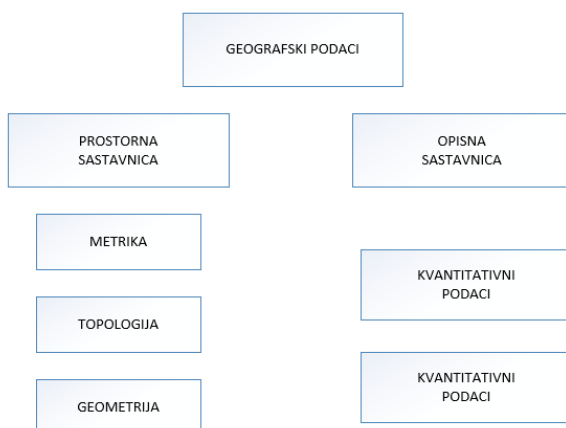 GEOGRAFSKI PODACI
PROSTORNA
SASTAVNICA
OPISNA
SASTAVNICA
METRIKA
TOPOLOGIJA
GEOMETRIJA
KVANTITATIVNI
PODACI
KVANTITATIVNI
PODACI